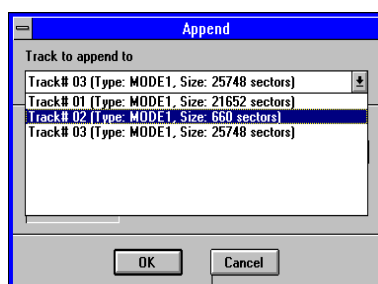 Append
Track to append to
Track# 03 (Type: MODE1, Size: 25748 sectors)
Track# 01 (Type: MODE1, Size: 21652 sectors)
Track# 02 (Type: MODE1, Size: 660 sectors)
Track# 03 (Type: MODE1, Size: 25748 sectors)
OK Cancel